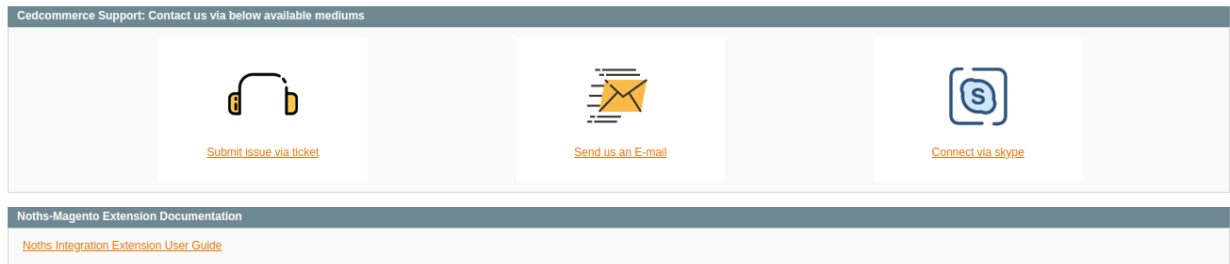 Cedcommerce Support: Contact us via below available mediums
Submit issue via ticket
Send us an E-mail
Connect via skype
Noths-Magento Extension Documentation
Noths Integration Extension User Guide